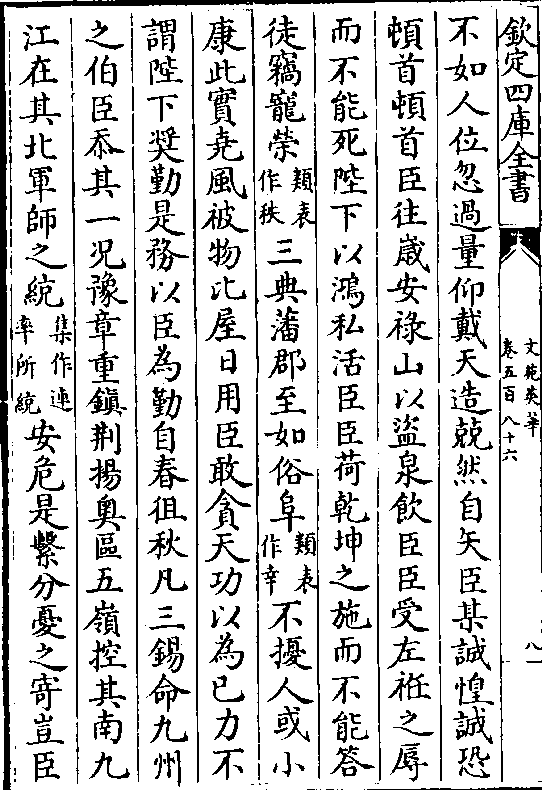 欽定四庫全書
文苑英華
卷五百八十六
八
不如人位忽過量仰戴天造兢然自失臣某誠惶誠恐
頓首頓首臣往歳安祿山以盜泉飲臣臣受左衽之辱
而不能死陛下以鴻私活臣臣荷乾坤之施而不能答
徒竊寵榮類表作秩三典藩郡至如俗阜類表作幸不擾人或小
康此實堯風被物比屋日用臣敢貪天功以為已力不
謂陛下奨勤是務以臣為勤自春徂秋凡三錫命九州
之伯臣忝其一况豫章重鎭荆揚奥區五嶺控其南九
江在其北軍師之統集作連率所統安危是繫分憂之寄豈臣